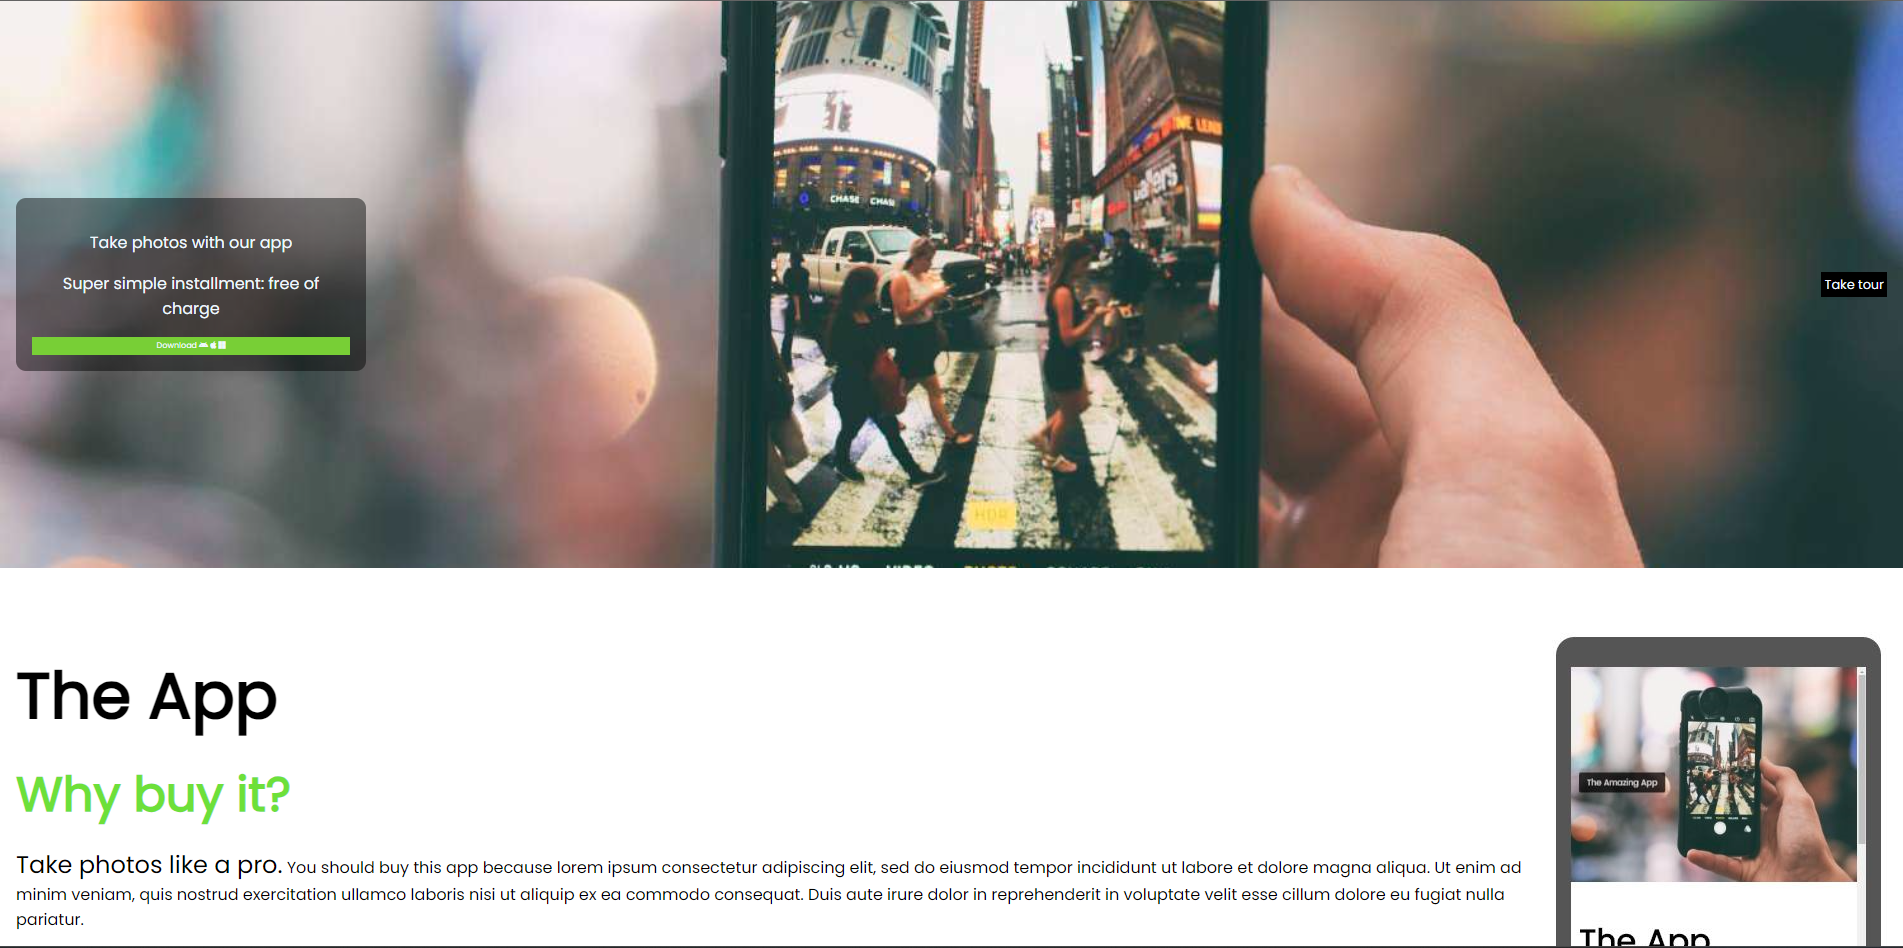 CHASE CHASE
Take photos with our app
Super simple installment: free of
charge
Download
Take tour
HDR
The App
Why buy it?
Take photos like a pro. You should buy this app because lorem ipsum consectetur adipiscing elit, sed do eiusmod tempor incididunt ut labore et dolore magna aliqua. Ut enim ad
minim veniam, quis nostrud exercitation ullamco laboris nisi ut aliquip ex ea commodo consequat. Duis aute irure dolor in reprehenderit in voluptate velit esse cillum dolore eu fugiat nulla
pariatur.
The Amazing App
The App